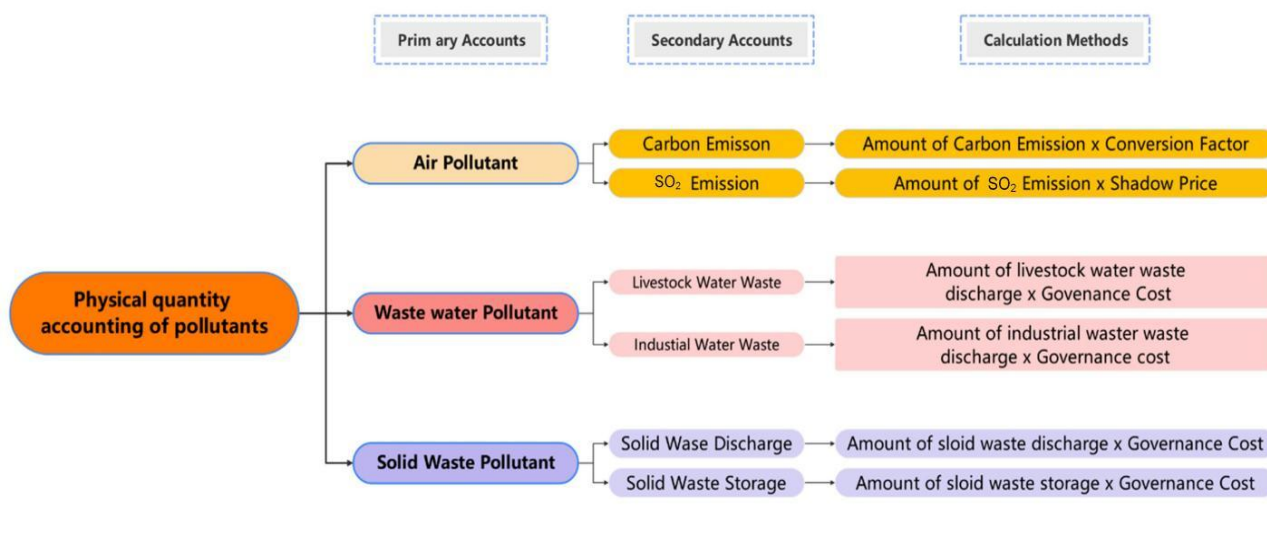 Prim ary Accounts
Secondary Accounts
Calculation Methods
Physical quantity
accounting of pollutants
Air Pollutant
Carbon Emisson
Amount of Carbon Emission x Conversion Factor
SO₂ Emission
Amount of SO₂ Emission x Shadow Price
Waste water Pollutant
Livestock Water Waste
Amount of livestock water waste
discharge x Govenance Cost
Industial Water Waste
Amount of industrial waster waste
discharge x Governance cost
Solid Waste Pollutant
Solid Wase Discharge
Amount of sloid waste discharge x Governance Cost
Solid Waste Storage
Amount of sloid waste storage x Governance Cost